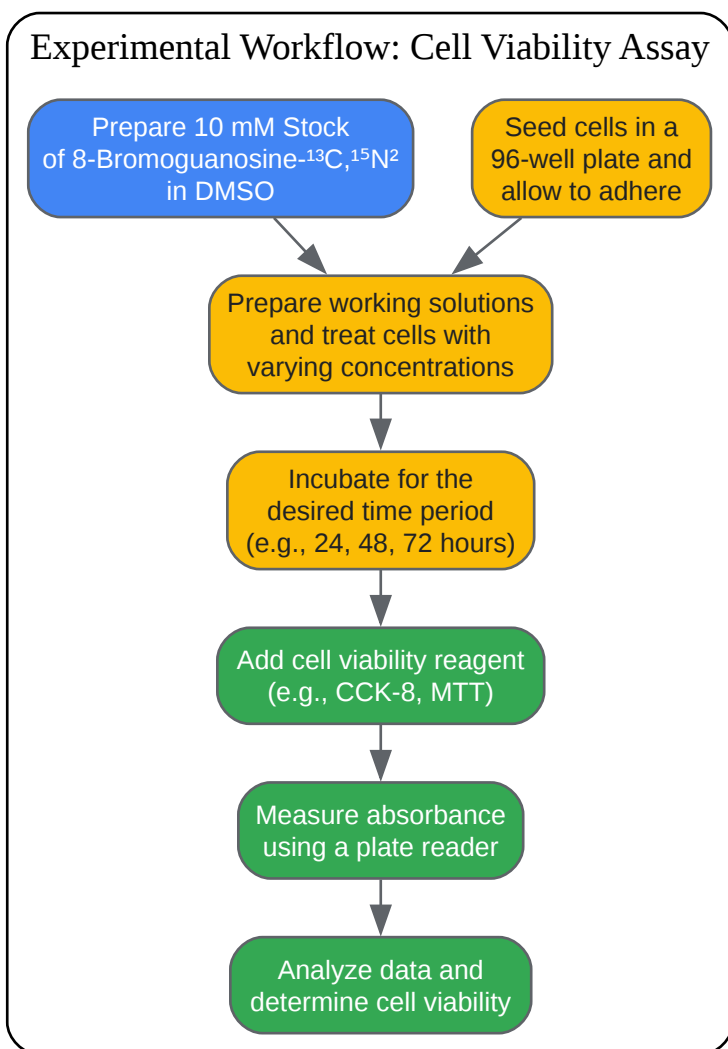 Experimental Workflow: Cell Viability Assay
Prepare 10 mM Stock
of 8-Bromoguanosine-¹³C,¹⁵N²
in DMSO
Seed cells in a
96-well plate and
allow to adhere
Prepare working solutions
and treat cells with
varying concentrations
Incubate for the
desired time period
(e.g., 24, 48, 72 hours)
Add cell viability reagent
(e.g., CCK-8, MTT)
Measure absorbance
using a plate reader
Analyze data and
determine cell viability